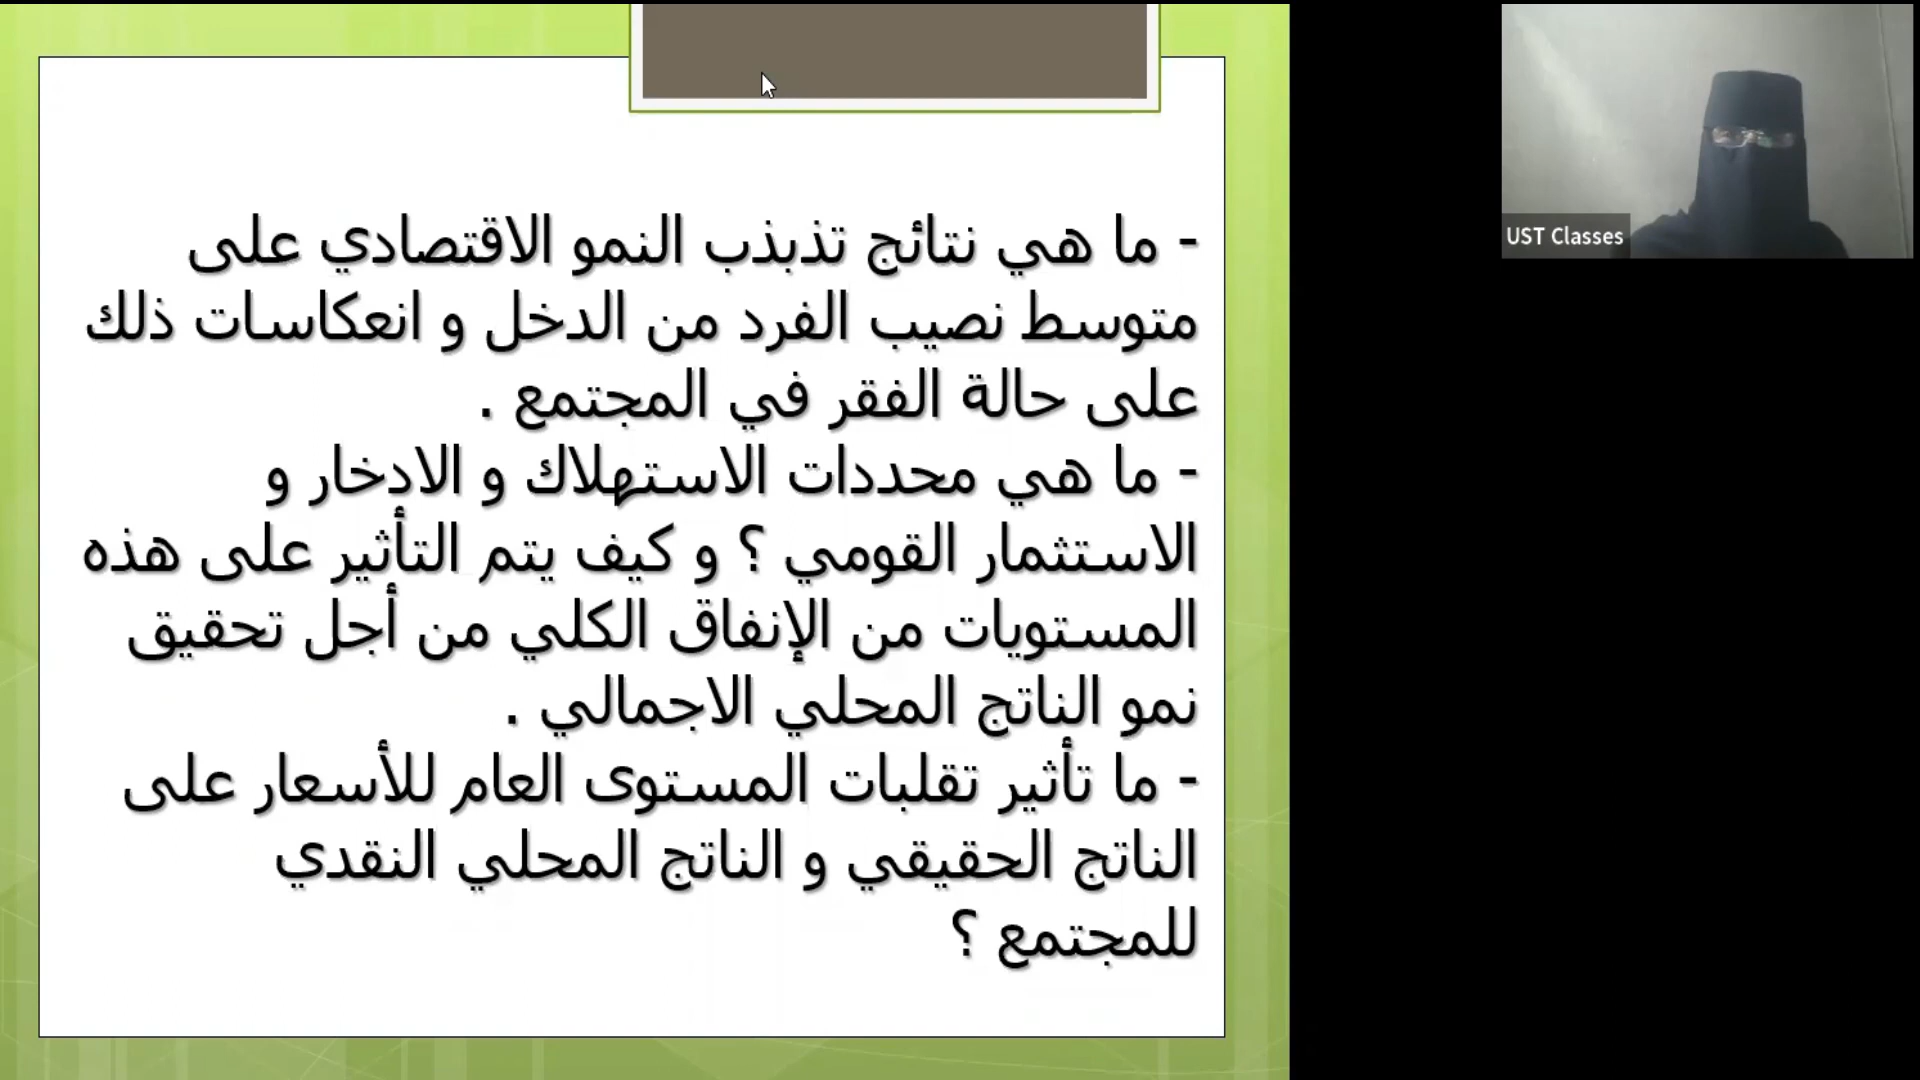 - ما هي نتائج تذبذب النمو الاقتصادي على
متوسط نصيب الفرد من الدخل و انعكاسات ذلك
على حالة الفقر في المجتمع .
- ما هي محددات الاستهلاك و الادخار و
الاستثمار القومي ؟ و كيف يتم التأثير على هذه
المستويات من الإنفاق الكلي من أجل تحقيق
نمو الناتج المحلي الاجمالي .
- ما تأثير تقلبات المستوى العام للأسعار على
الناتج الحقيقي و الناتج المحلي النقدي
للمجتمع ؟
UST Classes